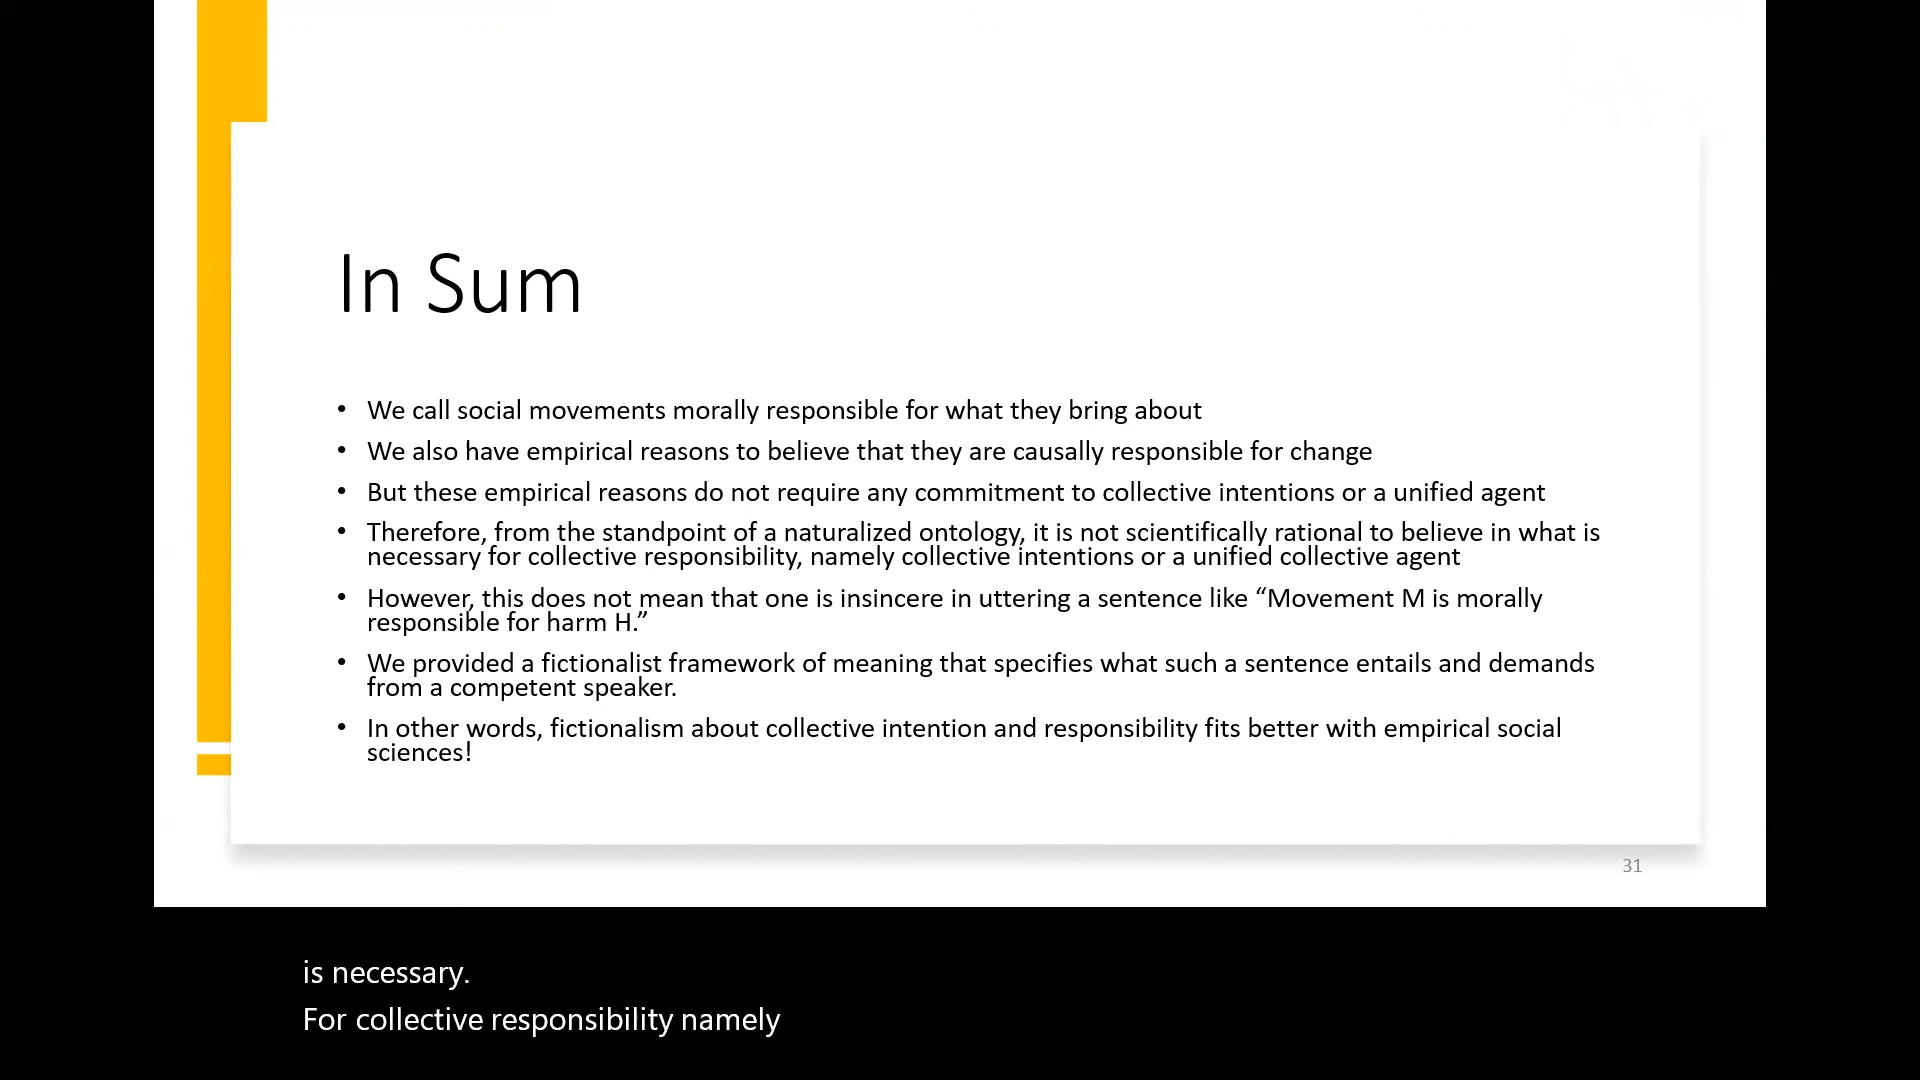 In Sum
• We call social movements morally responsible for what they bring about
• We also have empirical reasons to believe that they are causally responsible for change
• But these empirical reasons do not require any commitment to collective intentions or a unified agent
• Therefore, from the standpoint of a naturalized ontology, it is not scientifically rational to believe in what is
necessary for collective responsibility, namely collective intentions or a unified collective agent
• However, this does not mean that one is insincere in uttering a sentence like “Movement M is morally
responsible for harm H.”
• We provided a fictionalist framework of meaning that specifies what such a sentence entails and demands
from a competent speaker.
• In other words, fictionalism about collective intention and responsibility fits better with empirical social
sciences!
31
is necessary.
For collective responsibility namely